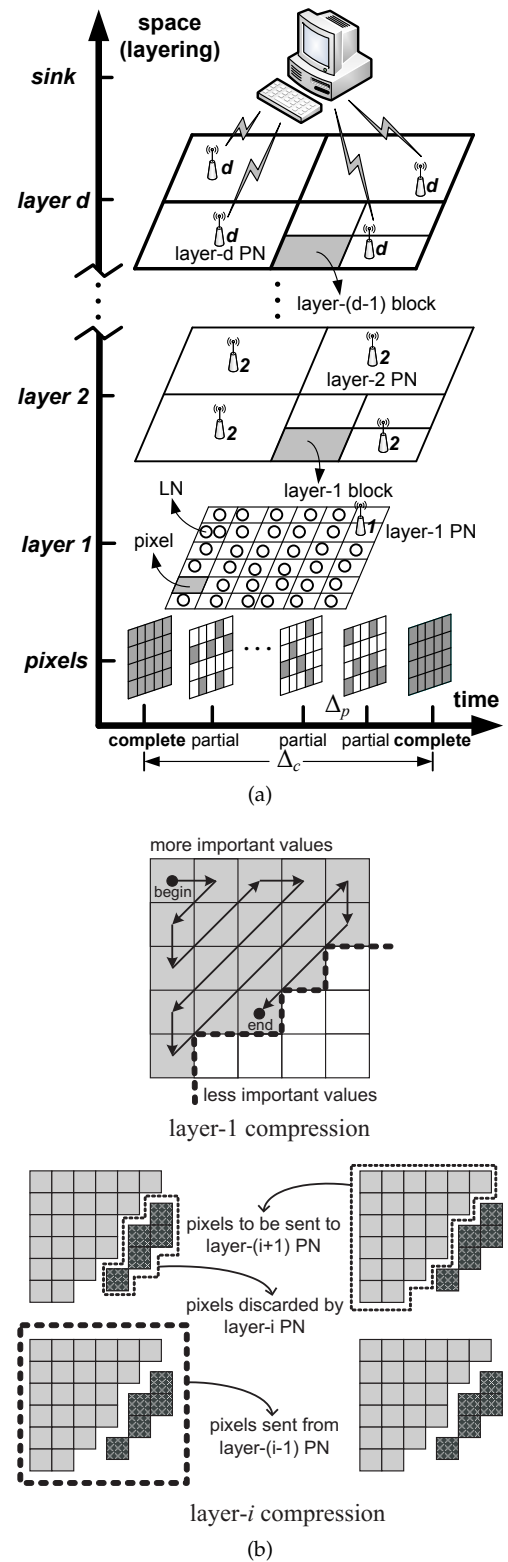 space
(layering)
sink
layer d
d
d
d
d
layer-d PN
layer-(d-1) block
layer 2
2
2
layer-2 PN
2
2
layer-1 block
LN
1
layer-1 PN
layer 1
pixel
pixels
...
Δp
time
complete partial partial partial complete
Δc
(a)
more important values
begin
end
less important values
layer-1 compression
pixels to be sent to
layer-(i+1) PN
pixels discarded by
layer-i PN
pixels sent from
layer-(i-1) PN
layer-i compression
(b)